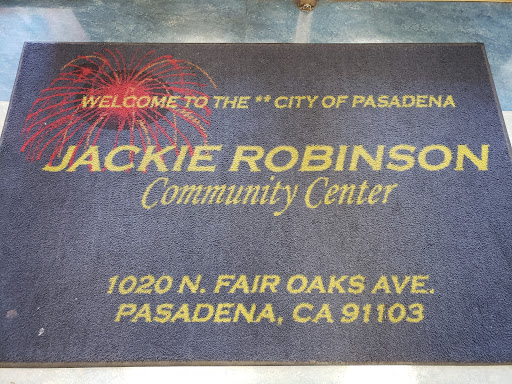 WELCOME TO THE ** CITY OF PASADENA
JACKIE ROBINSON
Community Center
1020 N. FAIR OAKS AVE.
PASADENA, CA 91103